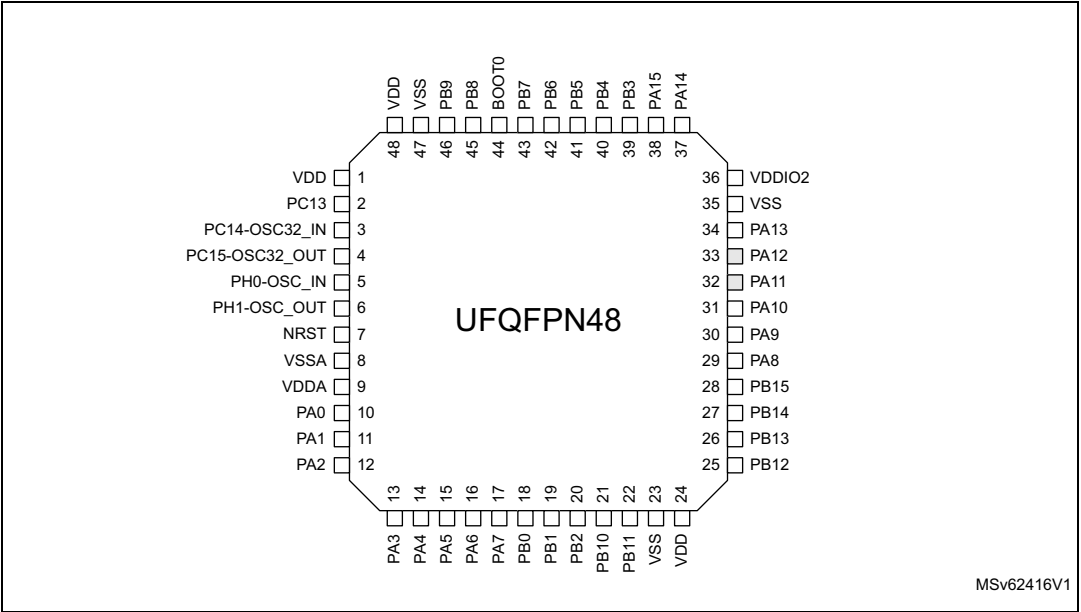 VDD
VSS
PB9
PB8
BOOT0
PB7
PB6
PB5
PB4
PB3
PA15
PA14
48 47 46 45 44 43 42 41 40 39 38 37
VDD 1
PC13 2
PC14-OSC32_IN 3
PC15-OSC32_OUT 4
PH0-OSC_IN 5
PH1-OSC_OUT 6
NRST 7
VSSA 8
VDDA 9
PA0 10
PA1 11
PA2 12
UFQFPN48
36 VDDIO2
35 VSS
34 PA13
33 PA12
32 PA11
31 PA10
30 PA9
29 PA8
28 PB15
27 PB14
26 PB13
25 PB12
13 14 15 16 17 18 19 20 21 22 23 24
PA3
PA4
PA5
PA6
PA7
PB0
PB1
PB2
PB10
PB11
VSS
VDD
MSv62416V1